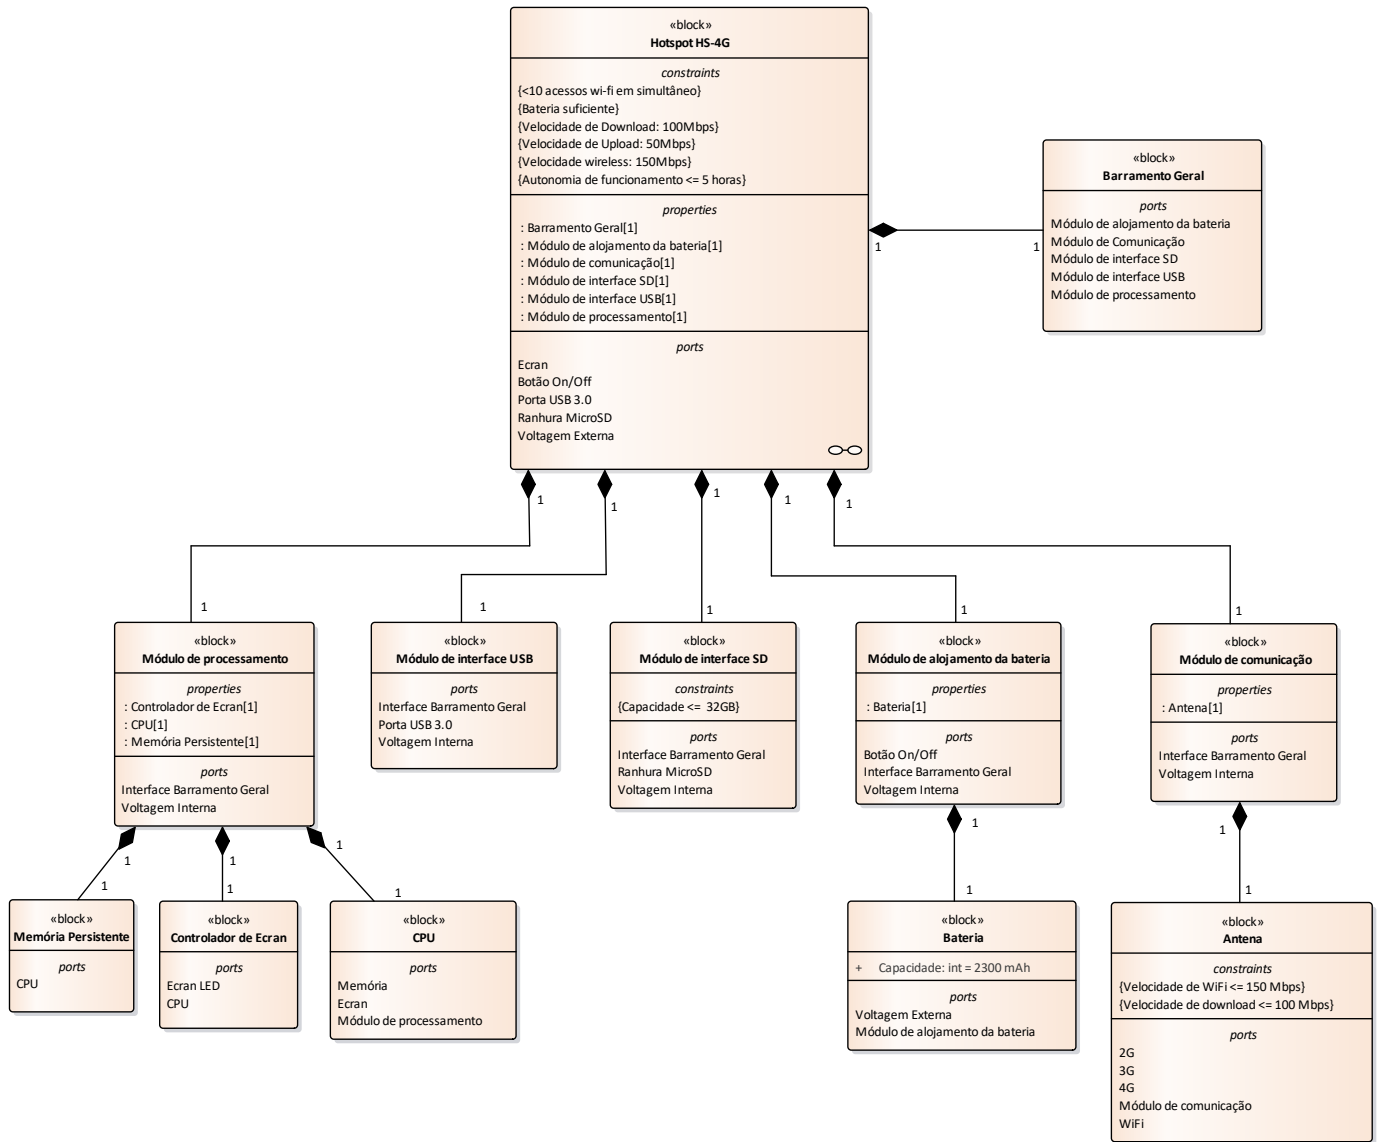 «block»
Hotspot HS-4G
constraints
{<10 acessos wi-fi em simultâneo}
{Bateria suficiente}
{Velocidade de Download: 100Mbps}
{Velocidade de Upload: 50Mbps}
{Velocidade wireless: 150Mbps}
{Autonomia de funcionamento <= 5 horas}
properties
: Barramento Geral[1]
: Módulo de alojamento da bateria[1]
: Módulo de comunicação[1]
: Módulo de interface SD[1]
: Módulo de interface USB[1]
: Módulo de processamento[1]
ports
Ecran
Botão On/Off
Porta USB 3.0
Ranhura MicroSD
Voltagem Externa
«block»
Barramento Geral
ports
Módulo de alojamento da bateria
Módulo de Comunicação
Módulo de interface SD
Módulo de interface USB
Módulo de processamento
1
1
1
1
1
1
1
1
1
1
1
1
«block»
Módulo de processamento
properties
: Controlador de Ecran[1]
: CPU[1]
: Memória Persistente[1]
ports
Interface Barramento Geral
Voltagem Interna
«block»
Módulo de interface USB
ports
Interface Barramento Geral
Porta USB 3.0
Voltagem Interna
«block»
Módulo de interface SD
constraints
{Capacidade <= 32GB}
ports
Interface Barramento Geral
Ranhura MicroSD
Voltagem Interna
«block»
Módulo de alojamento da bateria
properties
: Bateria[1]
ports
Botão On/Off
Interface Barramento Geral
Voltagem Interna
«block»
Módulo de comunicação
properties
: Antena[1]
ports
Interface Barramento Geral
Voltagem Interna
1
1
1
1
1
1
1
1
1
1
«block»
Memória Persistente
ports
CPU
«block»
Controlador de Ecran
ports
Ecran LED
CPU
«block»
CPU
ports
Memória
Ecran
Módulo de processamento
«block»
Bateria
+ Capacidade: int = 2300 mAh
ports
Voltagem Externa
Módulo de alojamento da bateria
«block»
Antena
constraints
{Velocidade de WiFi <= 150 Mbps}
{Velocidade de download <= 100 Mbps}
ports
2G
3G
4G
Módulo de comunicação
WiFi